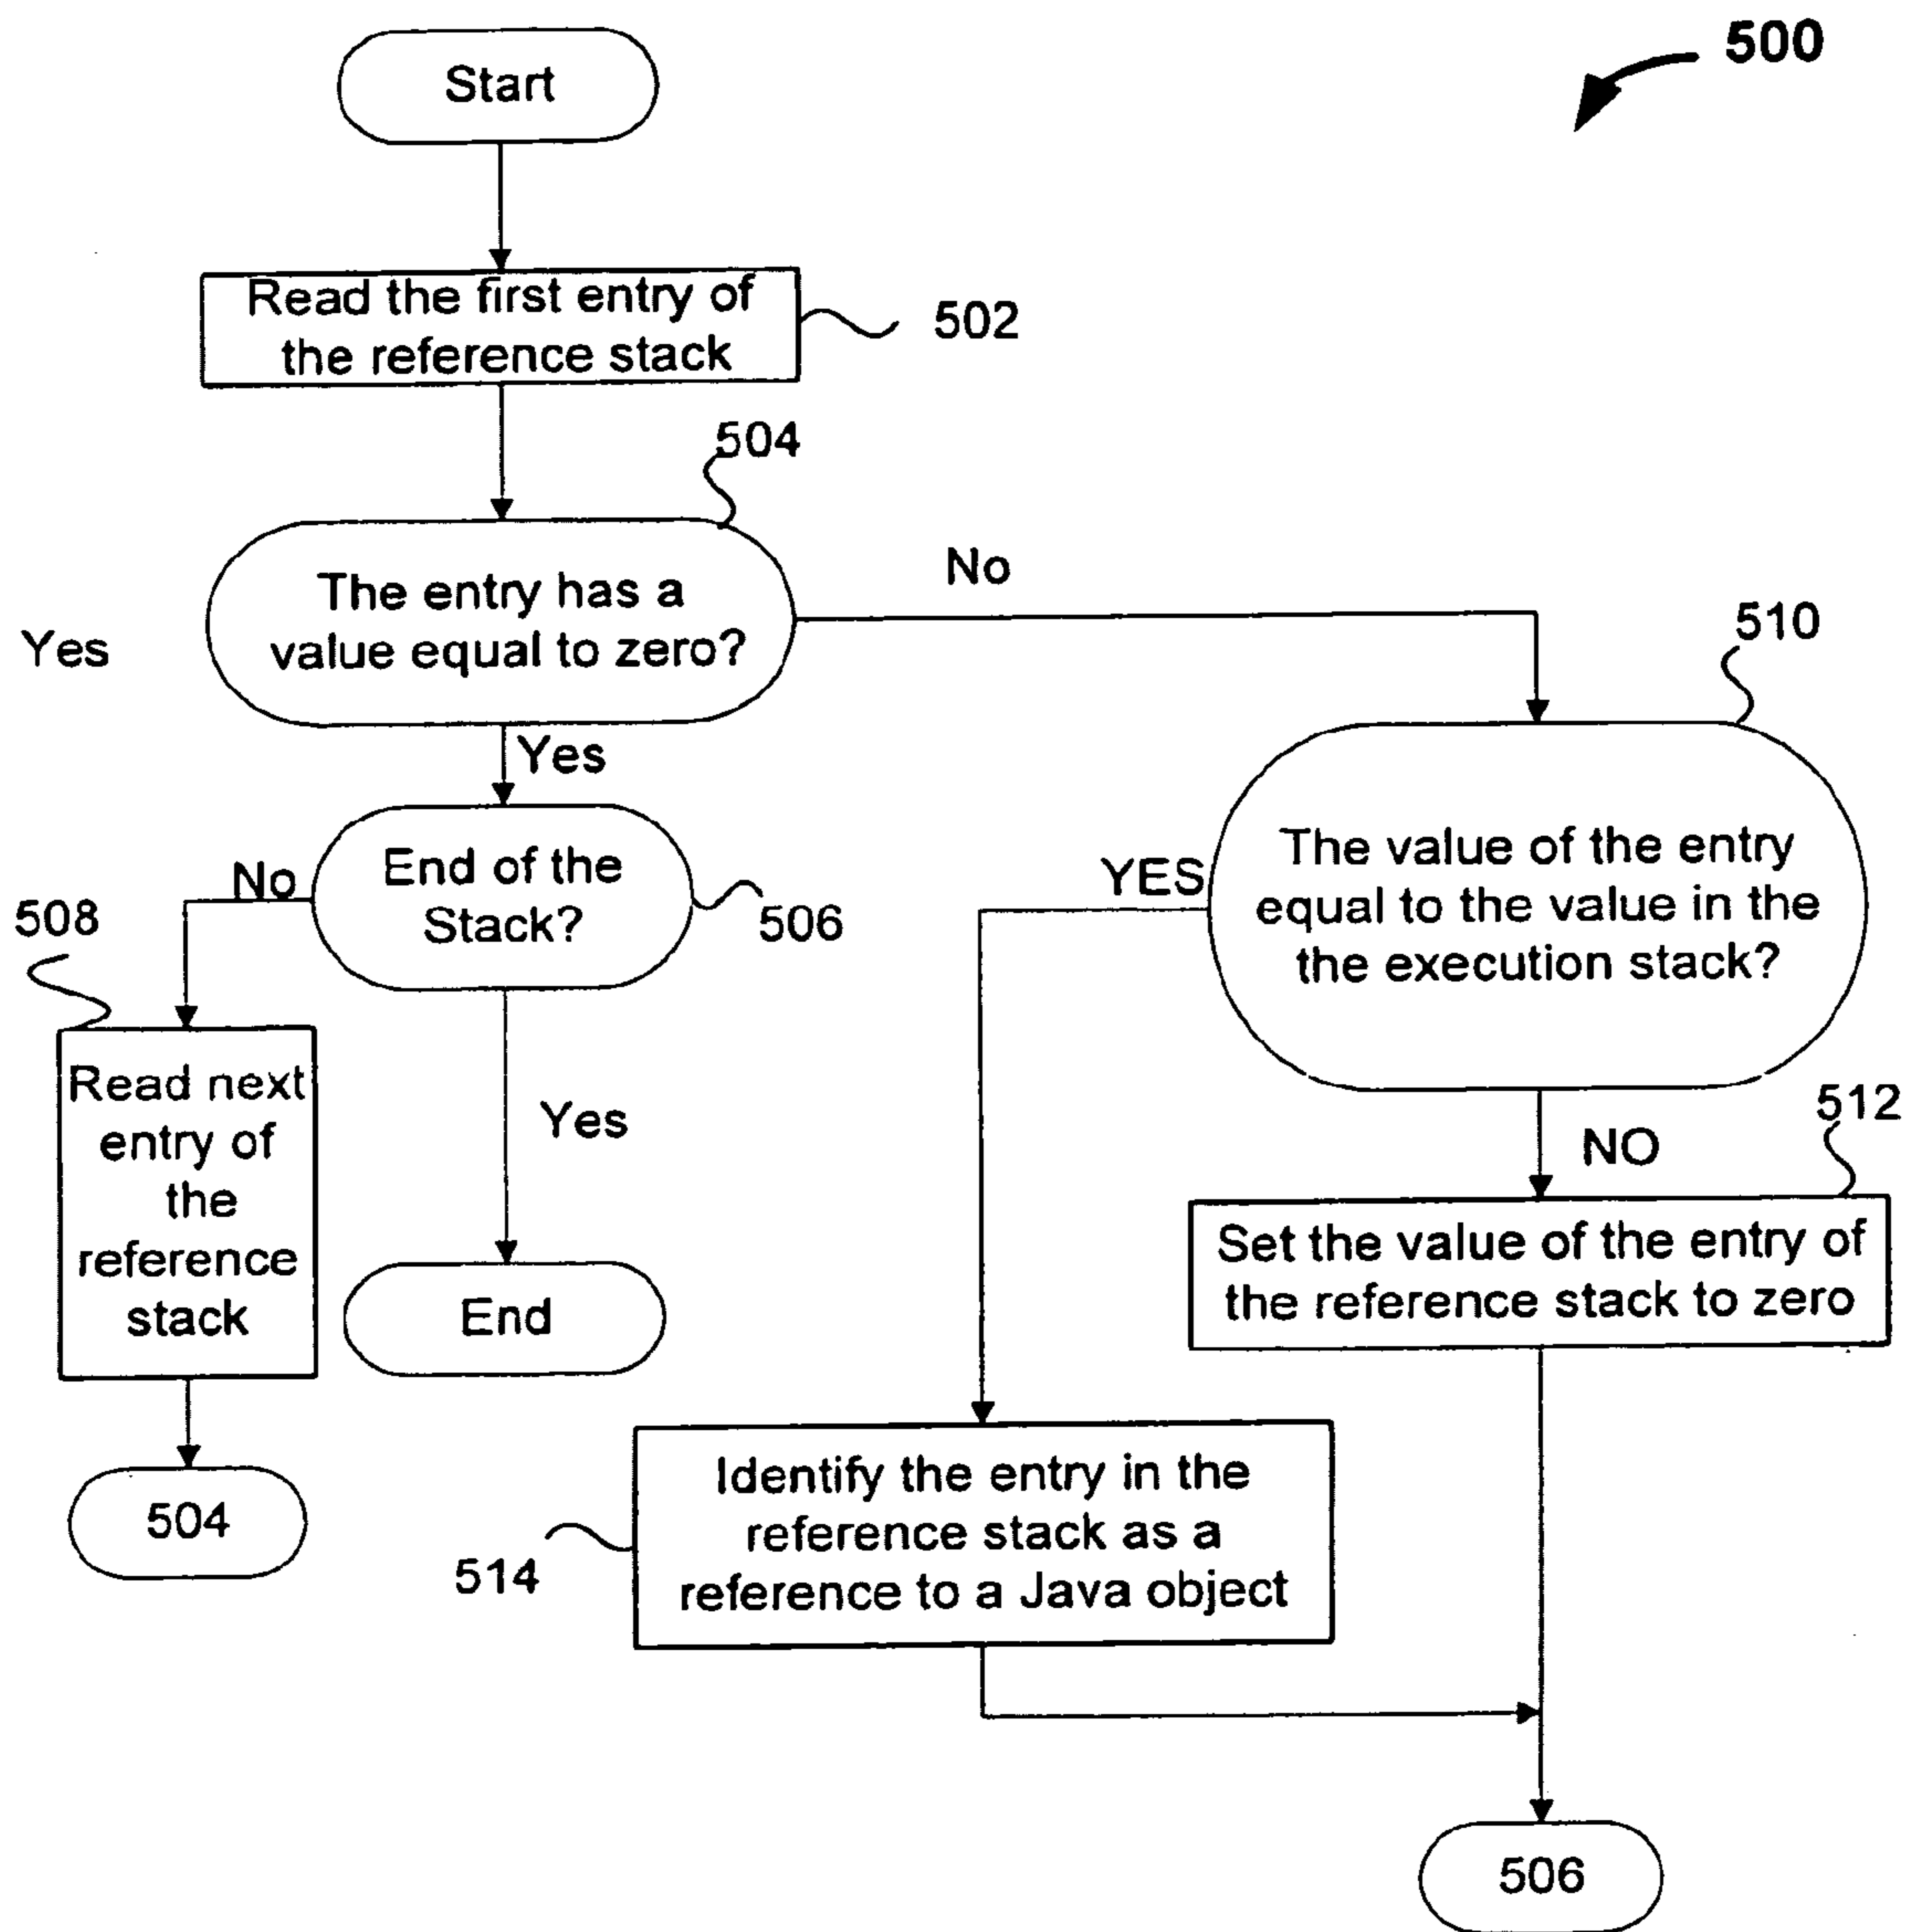 500
Start
Read the first entry of
the reference stack
502
504
The entry has a
value equal to zero?
No
Yes
510
Yes
End of the
Stack?
No
506
508
The value of the entry
equal to the value in the
the execution stack?
YES
Read next
entry of
the
reference
stack
Yes
NO
512
Set the value of the entry of
the reference stack to zero
End
504
Identify the entry in the
reference stack as a
reference to a Java object
514
506